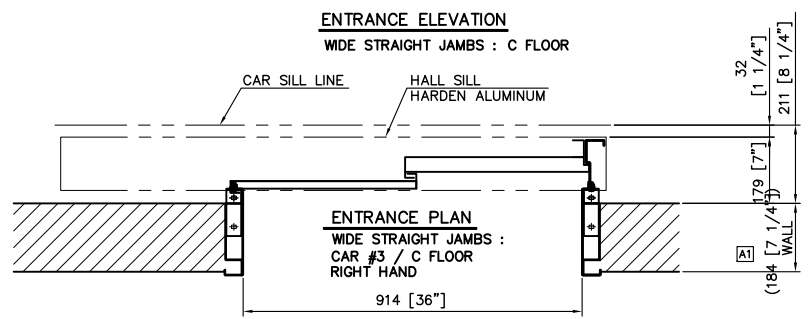 ENTRANCE ELEVATION
WIDE STRAIGHT JAMBS : C FLOOR
CAR SILL LINE
HALL SILL
HARDEN ALUMINUM
32
[1 1/4"]
211 [8 1/4"]
179 [7"]
ENTRANCE PLAN
WIDE STRAIGHT JAMBS :
CAR #3 / C FLOOR
RIGHT HAND
A1
(184 [7 1/4"])
WALL
914 [36"]